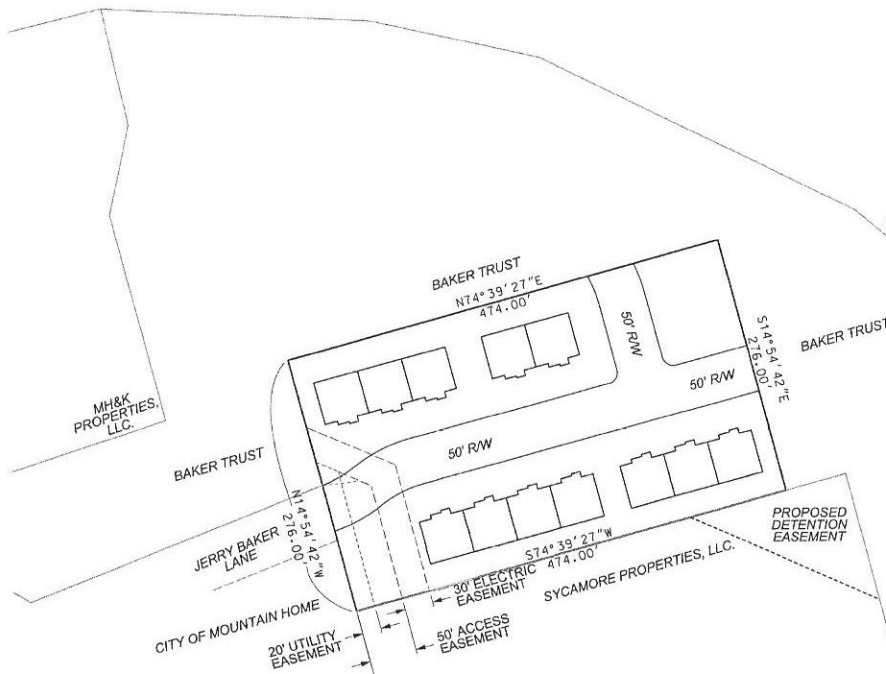 BAKER TRUST
N74°39'27"E
474.00'
50' R/W
S14°54'42"E
276.00'
BAKER TRUST
50' R/W
MH&K
PROPERTIES,
LLC.
BAKER TRUST
50' R/W
N14°54'42"W
276.00'
JERRY BAKER
LANE
S74°39'27"W
474.00'
PROPOSED
DETENTION
EASEMENT
SYCAMORE PROPERTIES, LLC.
30' ELECTRIC
EASEMENT
CITY OF MOUNTAIN HOME
50' ACCESS
EASEMENT
20' UTILITY
EASEMENT